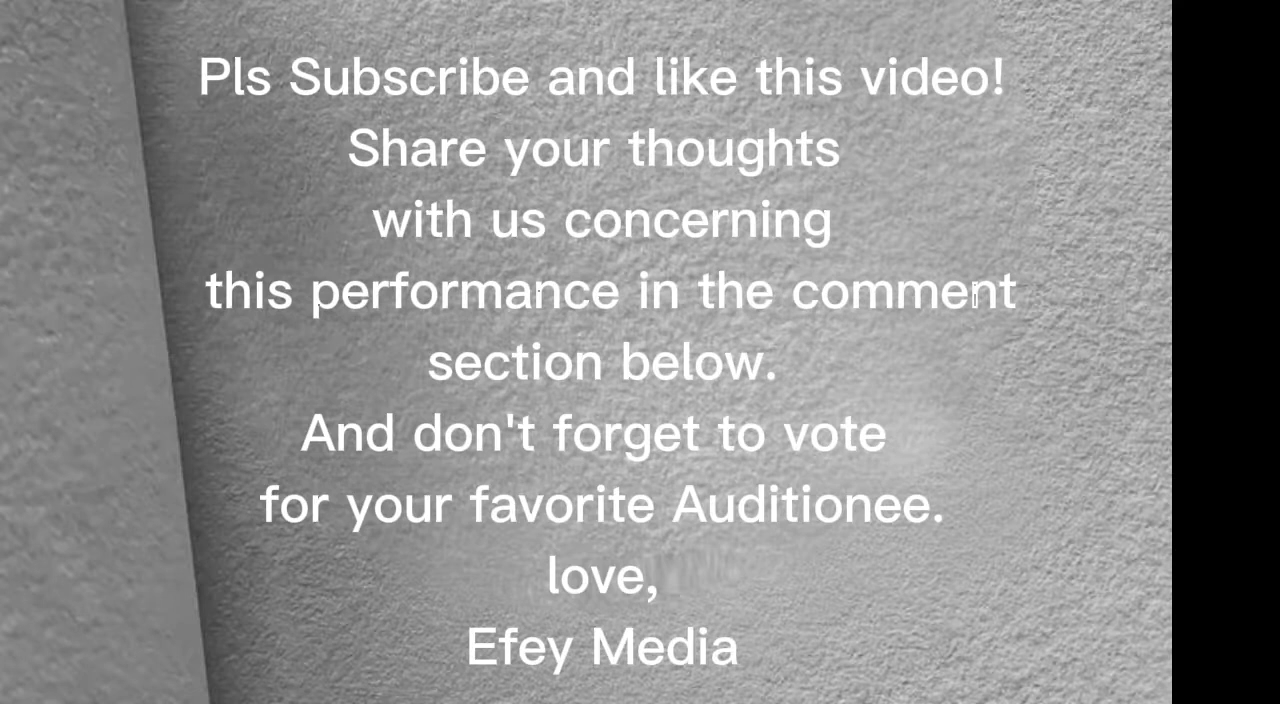 Pls Subscribe and like this video!
Share your thoughts
with us concerning
this performance in the comment
section below.
And don't forget to vote
for your favorite Auditionee.
love,
Efey Media